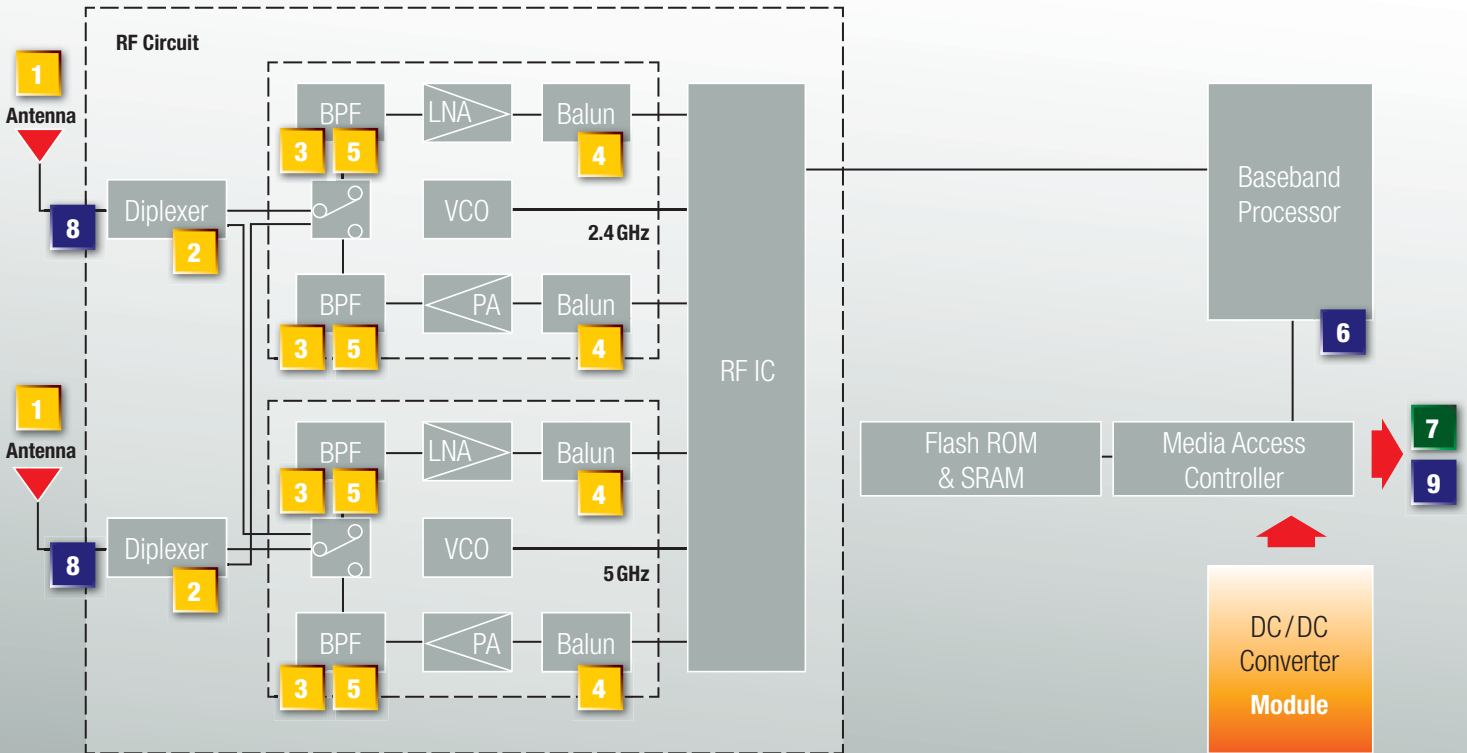 RF Circuit
1
Antenna
8
Diplexer
2
BPF
3
5
LNA
Balun
4
VCO
2.4 GHz
BPF
3
5
PA
Balun
4
1
Antenna
8
Diplexer
2
BPF
3
5
LNA
Balun
4
VCO
5 GHz
BPF
3
5
PA
Balun
4
RF IC
Baseband
Processor
6
Flash ROM
& SRAM
Media Access
Controller
7
9
DC/DC
Converter
Module